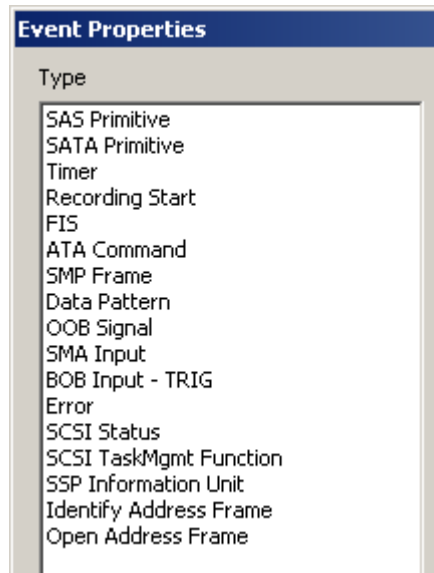 Event Properties
Type
SAS Primitive
SATA Primitive
Timer
Recording Start
FIS
ATA Command
SMP Frame
Data Pattern
OOB Signal
SMA Input
BOB Input - TRIG
Error
SCSI Status
SCSI TaskMgmt Function
SSP Information Unit
Identify Address Frame
Open Address Frame